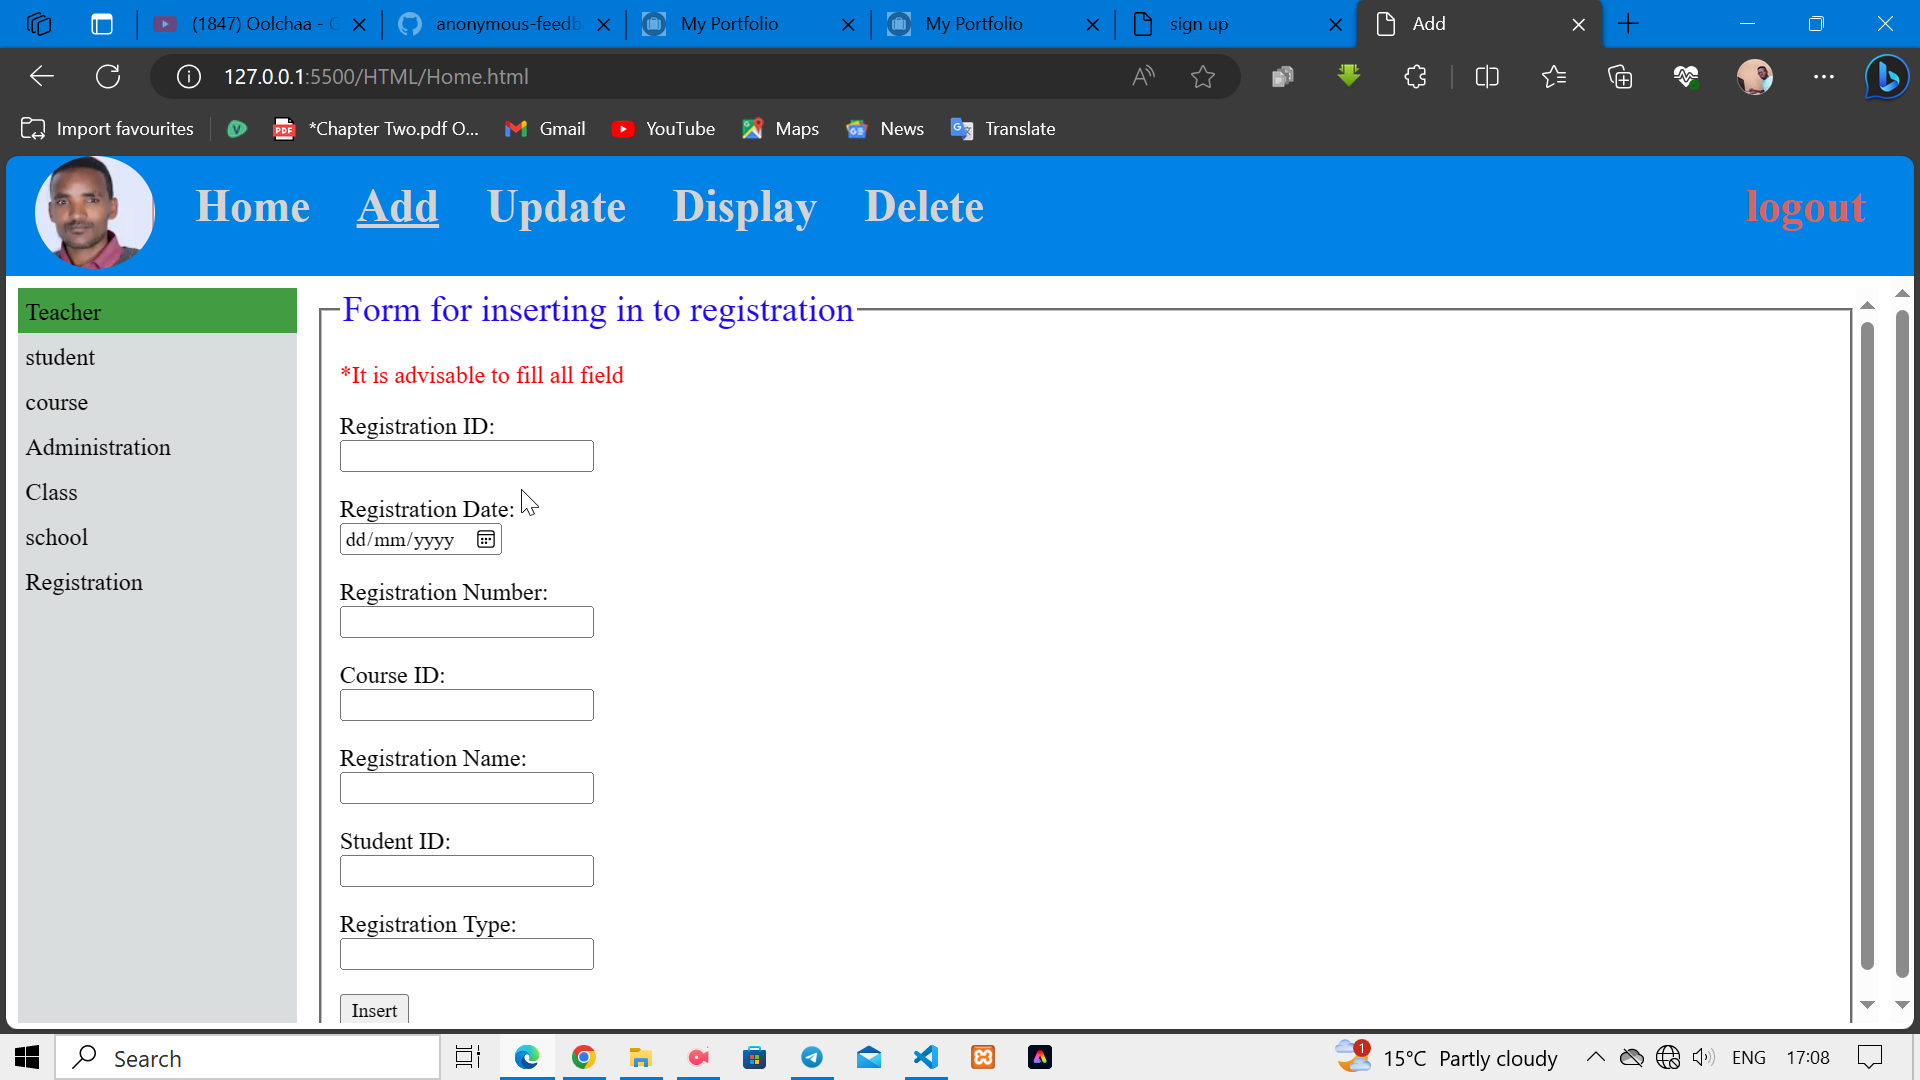 (1847) Oolchaa - G
anonymous-feedb
My Portfolio
My Portfolio
sign up
Add
127.0.0.1:5500/HTML/Home.html
Import favourites
*Chapter Two.pdf O...
Gmail
YouTube
Maps
News
Translate
Home
Add
Update
Display
Delete
logout
Teacher
student
course
Administration
Class
school
Registration
Form for inserting in to registration
*It is advisable to fill all field
Registration ID:
Registration Date:
dd/mm/yyyy
Registration Number:
Course ID:
Registration Name:
Student ID:
Registration Type:
Insert
Search
1
15°C Partly cloudy
ENG
17:08